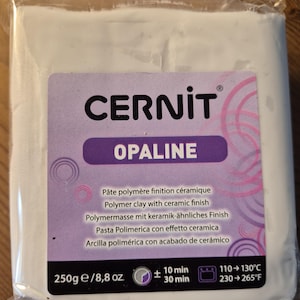 CERNIT®
OPALINE
Pâte polymère finition céramique
Polymer clay with ceramic finish
Polymermasse mit keramik-ähnliches Finish
Pasta Polimerica con effetto ceramica
Arcilla polimérica con acabado de cerámico
250g e / 8,8 oz. ± 10 min 30 min 110→130°C 230→265°F